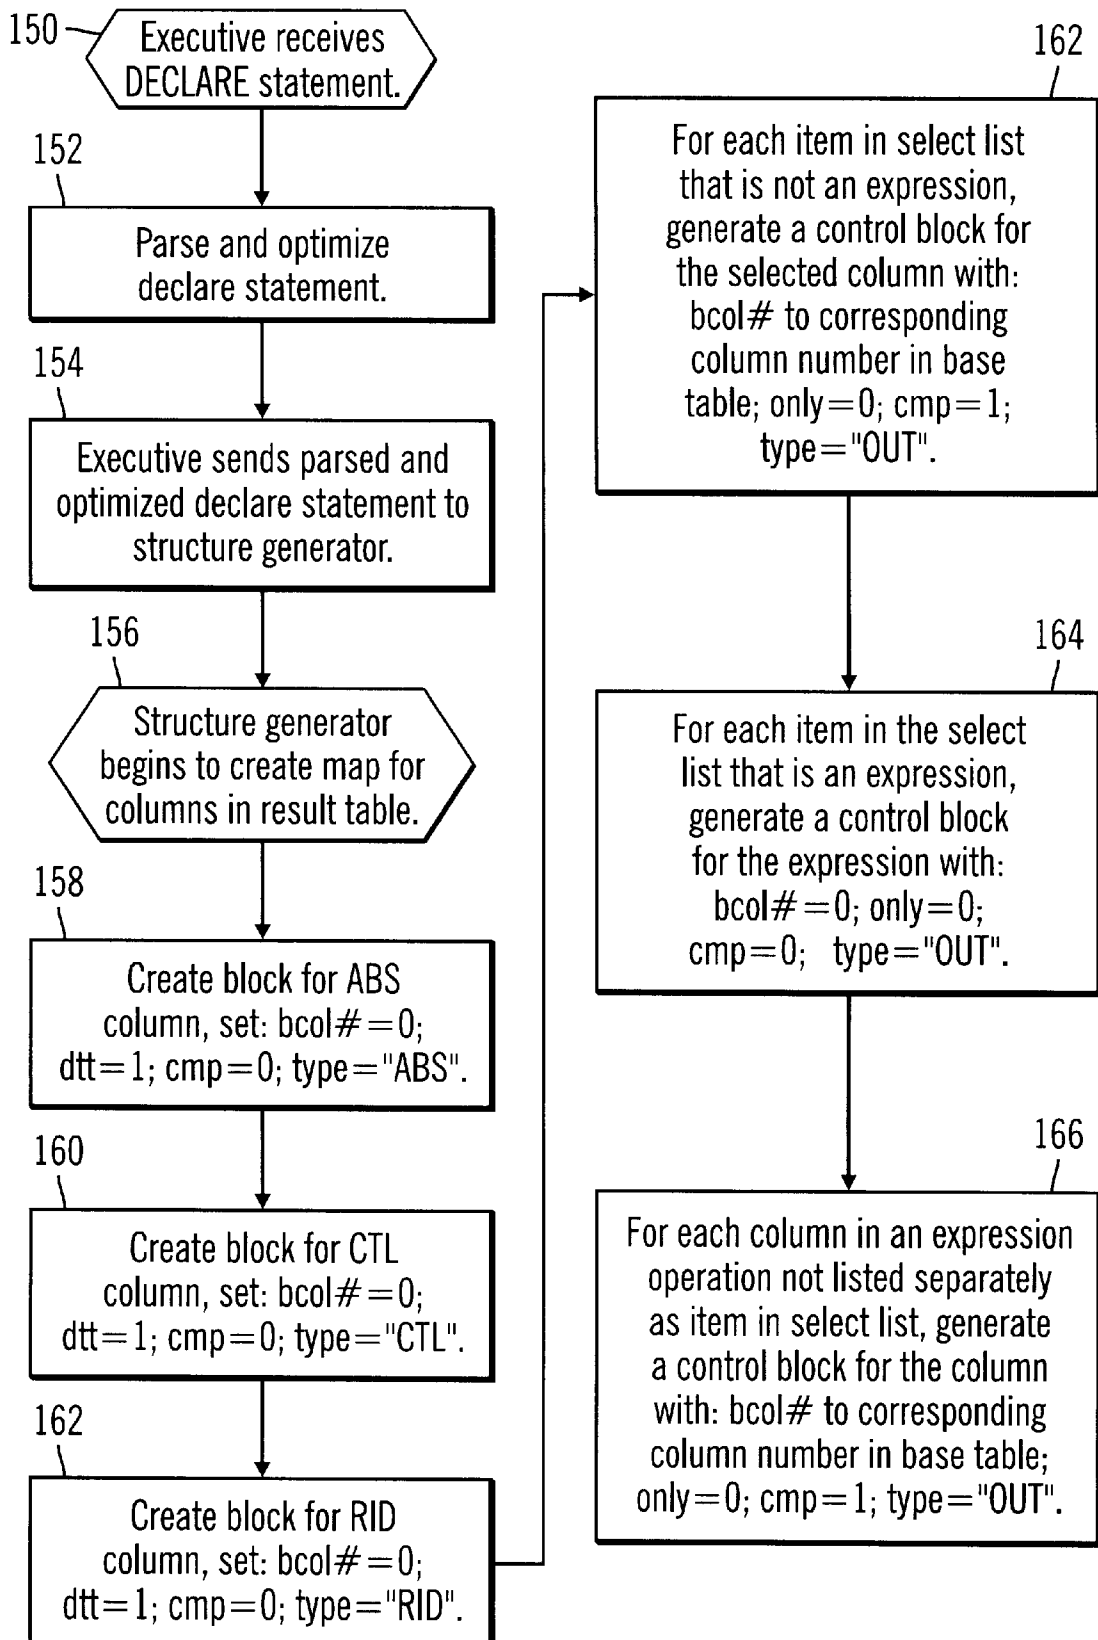 150
Executive receives
DECLARE statement.
152
Parse and optimize
declare statement.
154
Executive sends parsed and
optimized declare statement to
structure generator.
156
Structure generator
begins to create map for
columns in result table.
158
Create block for ABS
column, set: bcol#=0;
dtt=1; cmp=0; type="ABS".
160
Create block for CTL
column, set: bcol#=0;
dtt=1; cmp=0; type="CTL".
162
Create block for RID
column, set: bcol#=0;
dtt=1; cmp=0; type="RID".
162
For each item in select list
that is not an expression,
generate a control block for
the selected column with:
bcol# to corresponding
column number in base
table; only=0; cmp=1;
type="OUT".
164
For each item in the select
list that is an expression,
generate a control block
for the expression with:
bcol#=0; only=0;
cmp=0; type="OUT".
166
For each column in an expression
operation not listed separately
as item in select list, generate
a control block for the column
with: bcol# to corresponding
column number in base table;
only=0; cmp=1; type="OUT".